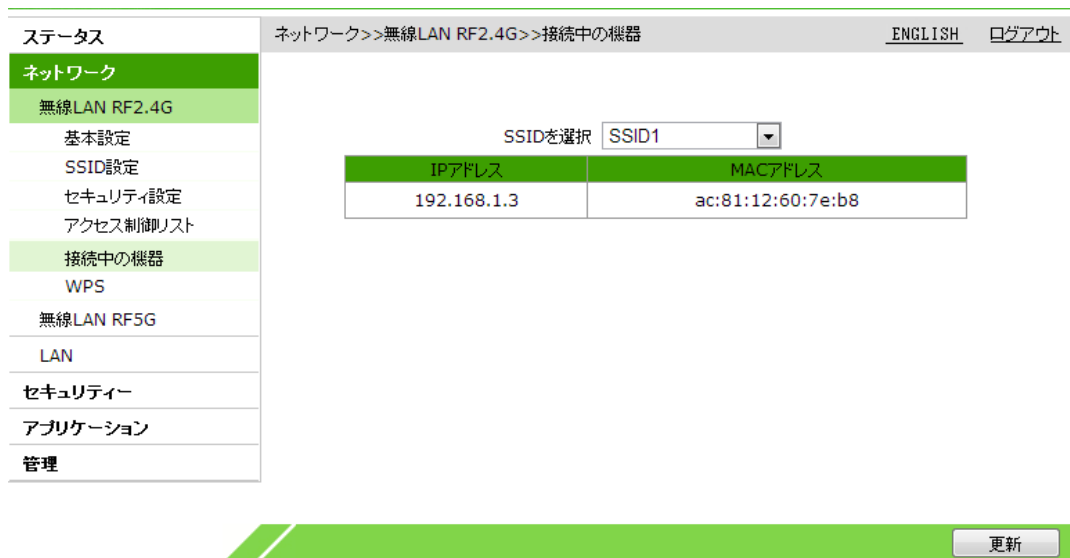 ステータス
ネットワーク>>無線LAN RF2.4G>>接続中の機器
ENGLISH
ログアウト
ネットワーク
無線LAN RF2.4G
基本設定
SSID設定
セキュリティ設定
アクセス制御リスト
接続中の機器
WPS
無線LAN RF5G
LAN
セキュリティー
アプリケーション
管理
SSIDを選択 SSID1
IPアドレス MACアドレス
192.168.1.3 ac:81:12:60:7e:b8
更新